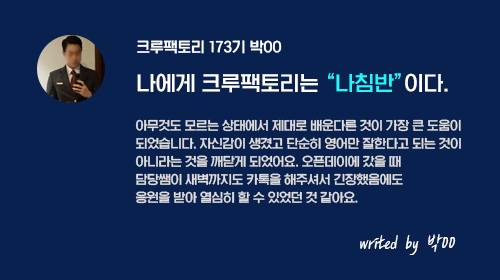 크루팩토리 173기 박00
나에게 크루팩토리는 “나침반”이다.
아무것도 모르는 상태에서 제대로 배운다른 것이 가장 큰 도움이
되었습니다. 자신감이 생겼고 단순히 영어만 잘한다고 되는 것이
아니라는 것을 깨닫게 되었어요. 오픈데이에 갔을 때
담당쌤이 새벽까지도 카톡을 해주셔서 긴장했음에도
응원을 받아 열심히 할 수 있었던 것 같아요.
writed by 박00